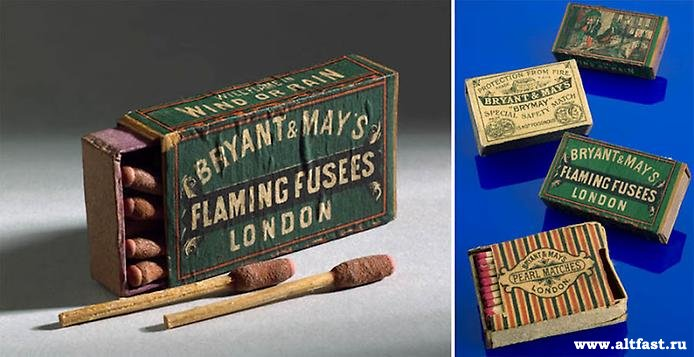 WIND OR RAIN
BRYANT & MAY'S
FLAMING FUSEES
LONDON
PROTECTION FROM FIRE
BRYANT & MAY'S
"BRYMAY" MATCH
SPECIAL SAFETY
BRYANT & MAY'S
FLAMING FUSEES
LONDON
BRYANT & MAY'S
PEARL MATCHES
LONDON.
www.altfast.ru